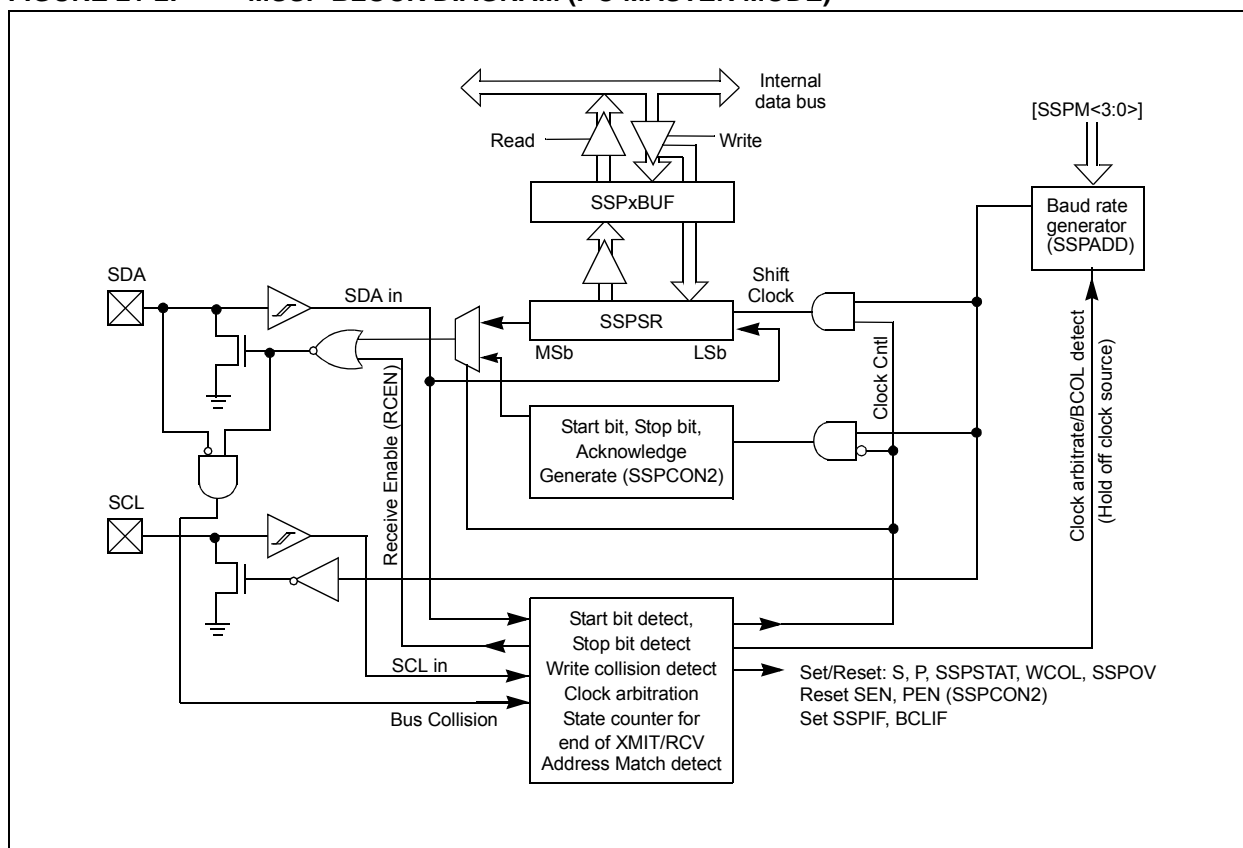 Internal
data bus
[SSPM<3:0>]
Read
Write
SSPxBUF
Baud rate
generator
(SSPADD)
SDA
SDA in
Shift
Clock
SSPSR
MSb
LSb
Clock Cntl
Receive Enable (RCEN)
Start bit, Stop bit,
Acknowledge
Generate (SSPCON2)
Clock arbitrate/BCOL detect
(Hold off clock source)
SCL
SCL in
Bus Collision
Start bit detect,
Stop bit detect
Write collision detect
Clock arbitration
State counter for
end of XMIT/RCV
Address Match detect
Set/Reset: S, P, SSPSTAT, WCOL, SSPOV
Reset SEN, PEN (SSPCON2)
Set SSPIF, BCLIF